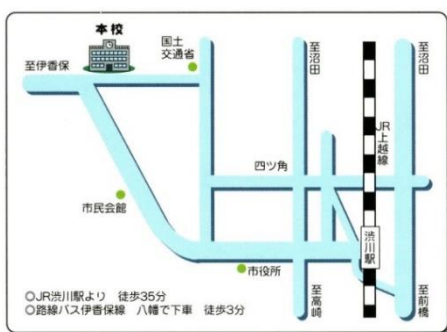 本校
至伊香保
国土
交通省
至沼田
至沼田
JR上越線
四ツ角
市民会館
渋川駅
市役所
至高崎
至前橋
○JR渋川駅より 徒歩35分
○路線バス伊香保線 八幡で下車 徒歩3分